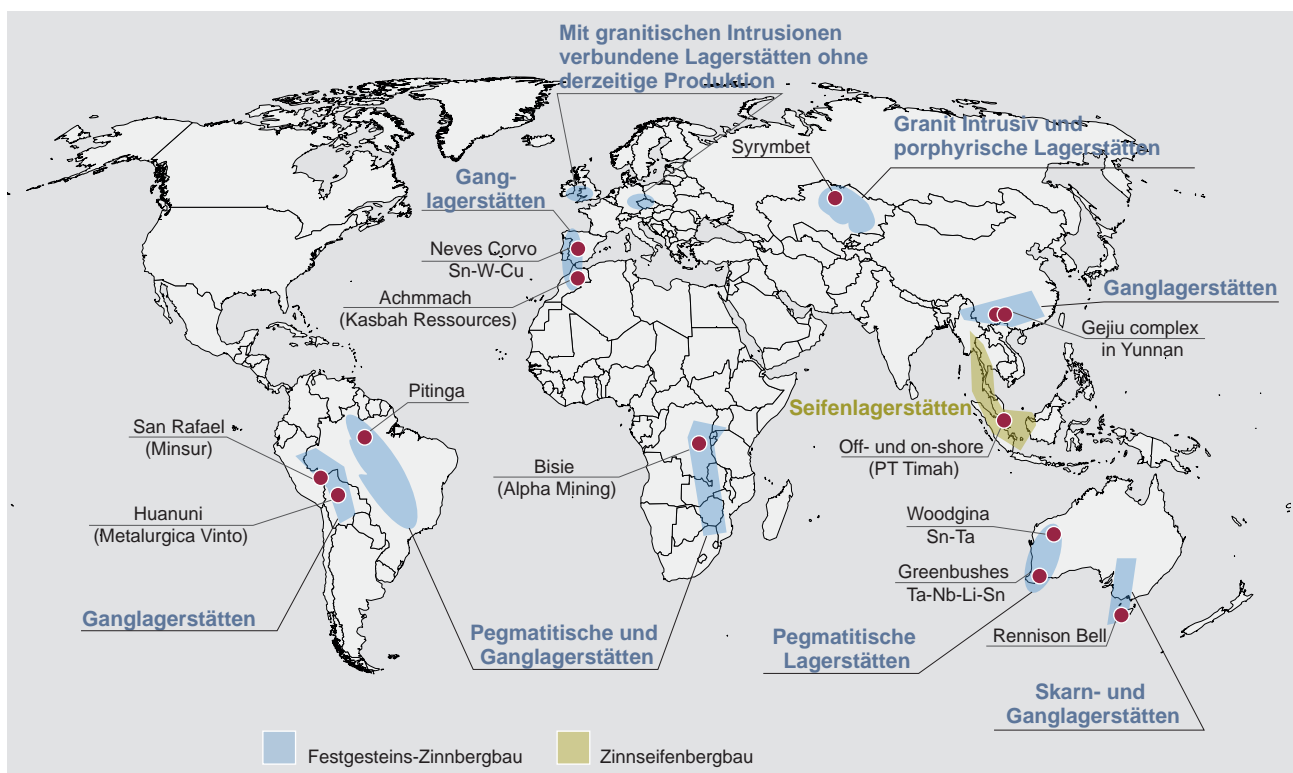 Mit granitischen Intrusionen
verbundene Lagerstätten ohne
derzeitige Produktion
Granit Intrusiv und
porphyrische Lagerstätten
Syrymbet
Gang-
lagerstätten
Neves Corvo
Sn-W-Cu
Achmmach
(Kasbah Ressources)
Ganglagerstätten
Gejiu complex
in Yunnan
Pitinga
Seifenlagerstätten
San Rafael
(Minsur)
Off- und on-shore
(PT Timah)
Bisie
(Alpha Mining)
Huanuni
(Metalurgica Vinto)
Woodgina
Sn-Ta
Greenbushes
Ta-Nb-Li-Sn
Ganglagerstätten
Pegmatitische und
Ganglagerstätten
Pegmatitische
Lagerstätten
Rennison Bell
Skarn- und
Ganglagerstätten
Festgesteins-Zinnbergbau
Zinnseifenbergbau